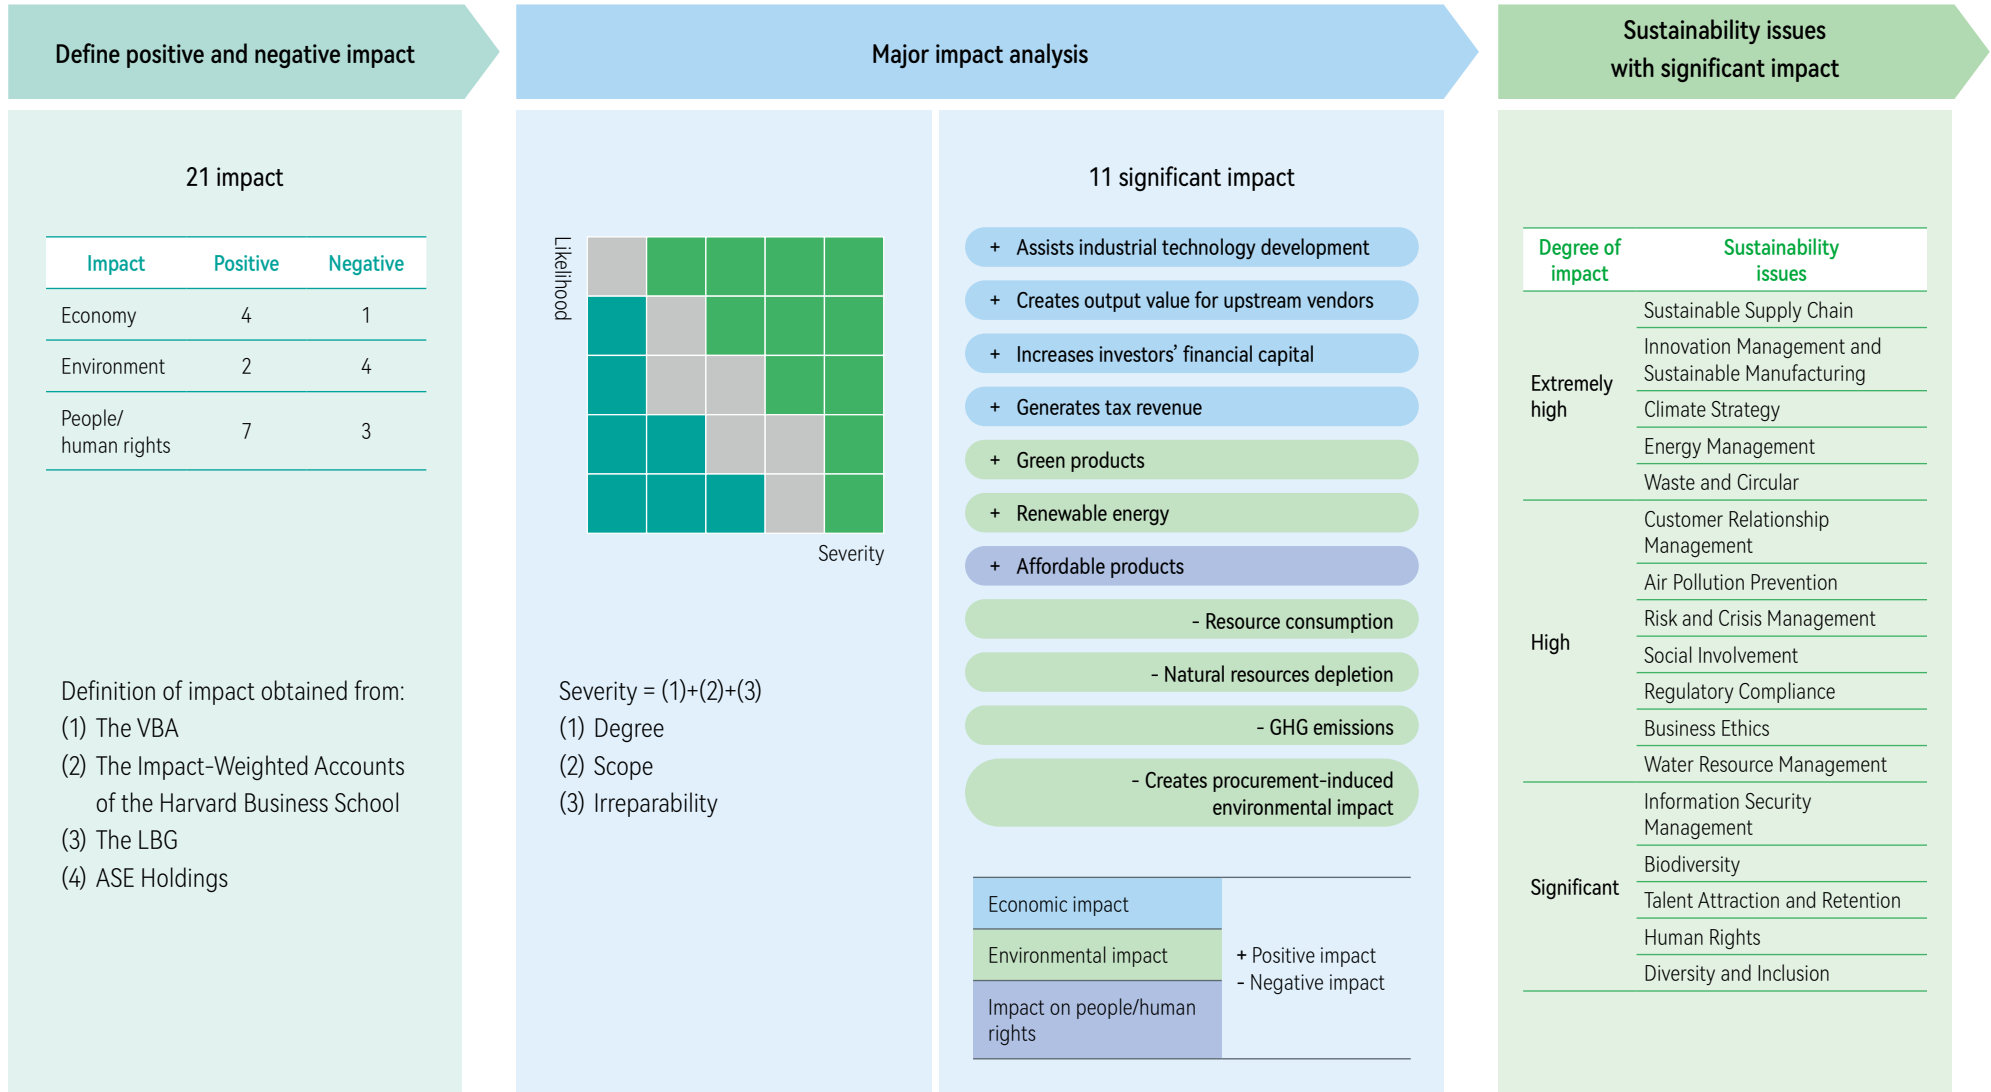 Define positive and negative impact
21 impact
Impact Positive Negative
Economy 4 1
Environment 2 4
People/
human rights 7 3
Definition of impact obtained from:
(1) The VBA
(2) The Impact-Weighted Accounts
of the Harvard Business School
(3) The LBG
(4) ASE Holdings
Major impact analysis
Likelihood
Severity
Severity = (1)+(2)+(3)
(1) Degree
(2) Scope
(3) Irreparability
11 significant impact
+ Assists industrial technology development
+ Creates output value for upstream vendors
+ Increases investors’ financial capital
+ Generates tax revenue
+ Green products
+ Renewable energy
+ Affordable products
- Resource consumption
- Natural resources depletion
- GHG emissions
- Creates procurement-induced
environmental impact
Economic impact
Environmental impact
Impact on people/human
rights
+ Positive impact
- Negative impact
Sustainability issues
with significant impact
Degree of
impact
Sustainability
issues
Extremely
high
Sustainable Supply Chain
Innovation Management and
Sustainable Manufacturing
Climate Strategy
Energy Management
Waste and Circular
High
Customer Relationship
Management
Air Pollution Prevention
Risk and Crisis Management
Social Involvement
Regulatory Compliance
Business Ethics
Water Resource Management
Significant
Information Security
Management
Biodiversity
Talent Attraction and Retention
Human Rights
Diversity and Inclusion